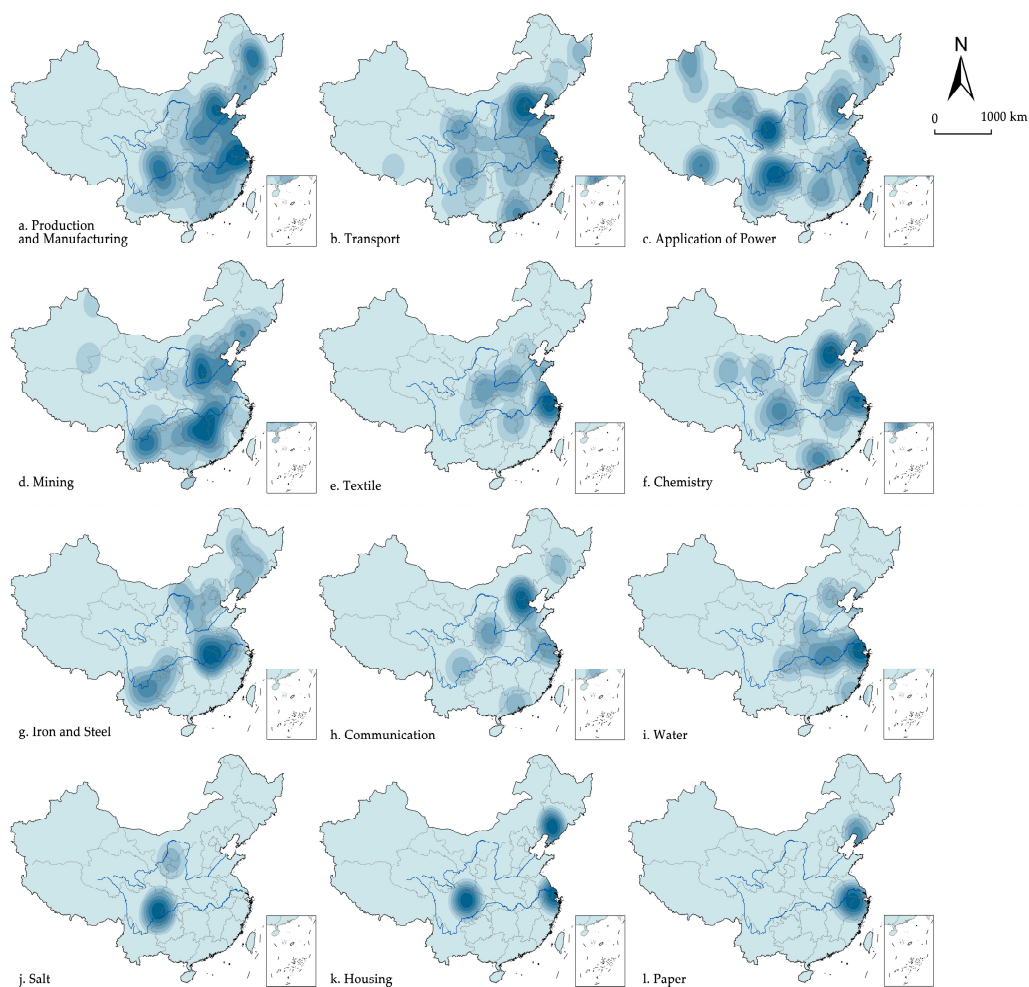 N
0 1000 km
a. Production
and Manufacturing
b. Transport
c. Application of Power
d. Mining
e. Textile
f. Chemistry
g. Iron and Steel
h. Communication
i. Water
j. Salt
k. Housing
l. Paper